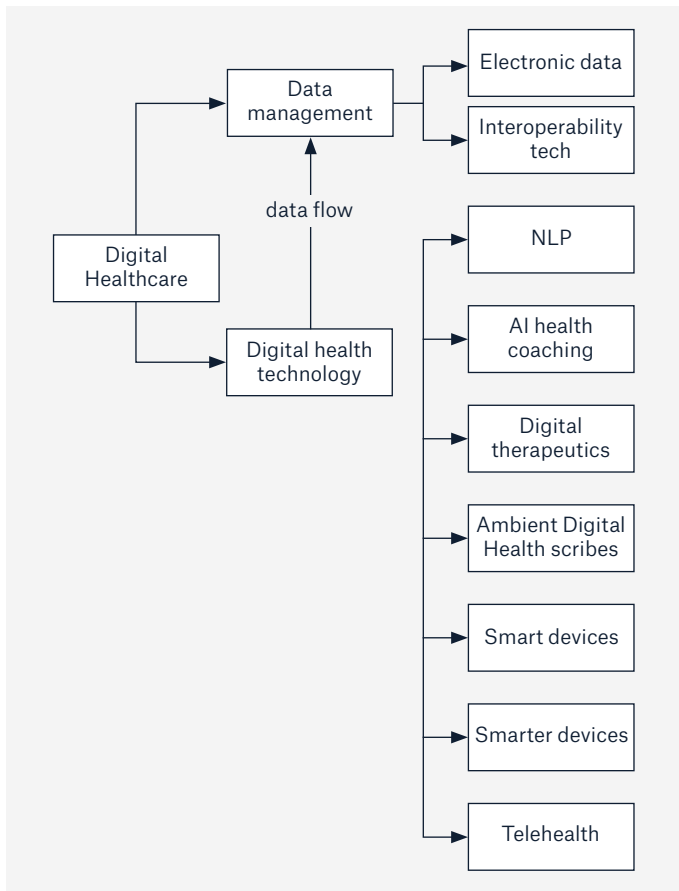 Electronic data
Data
management
Interoperability
tech
data flow
Digital
Healthcare
Digital health
technology
NLP
AI health
coaching
Digital
therapeutics
Ambient Digital
Health scribes
Smart devices
Smarter devices
Telehealth